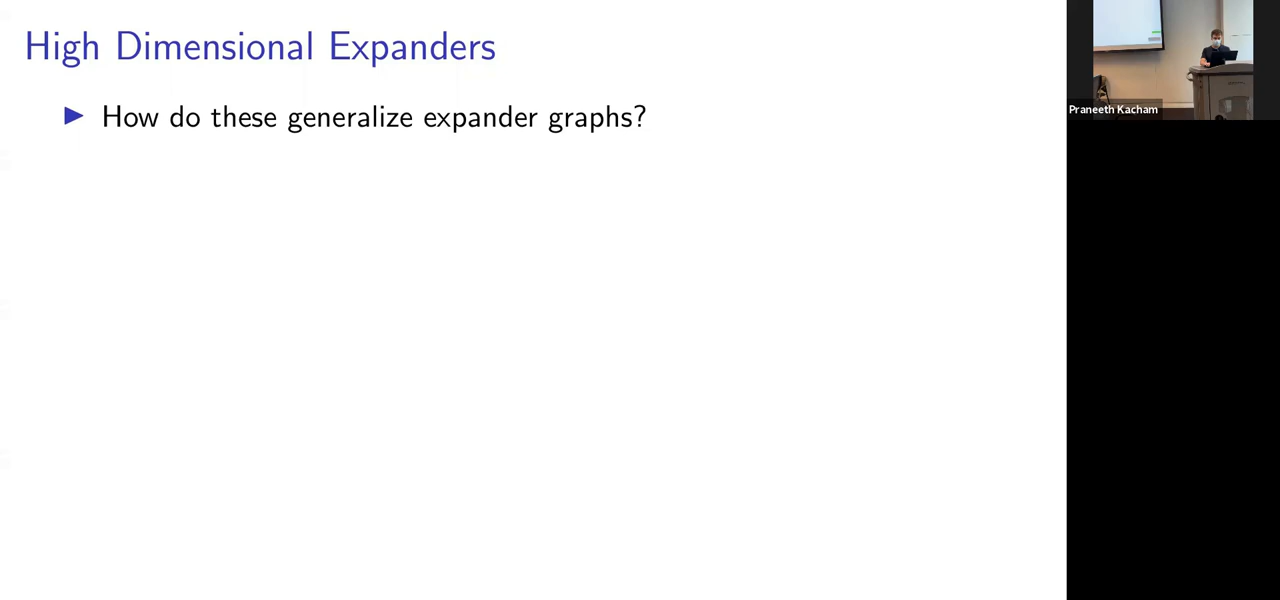 High Dimensional Expanders
▶ How do these generalize expander graphs?
Praneeth Kacham